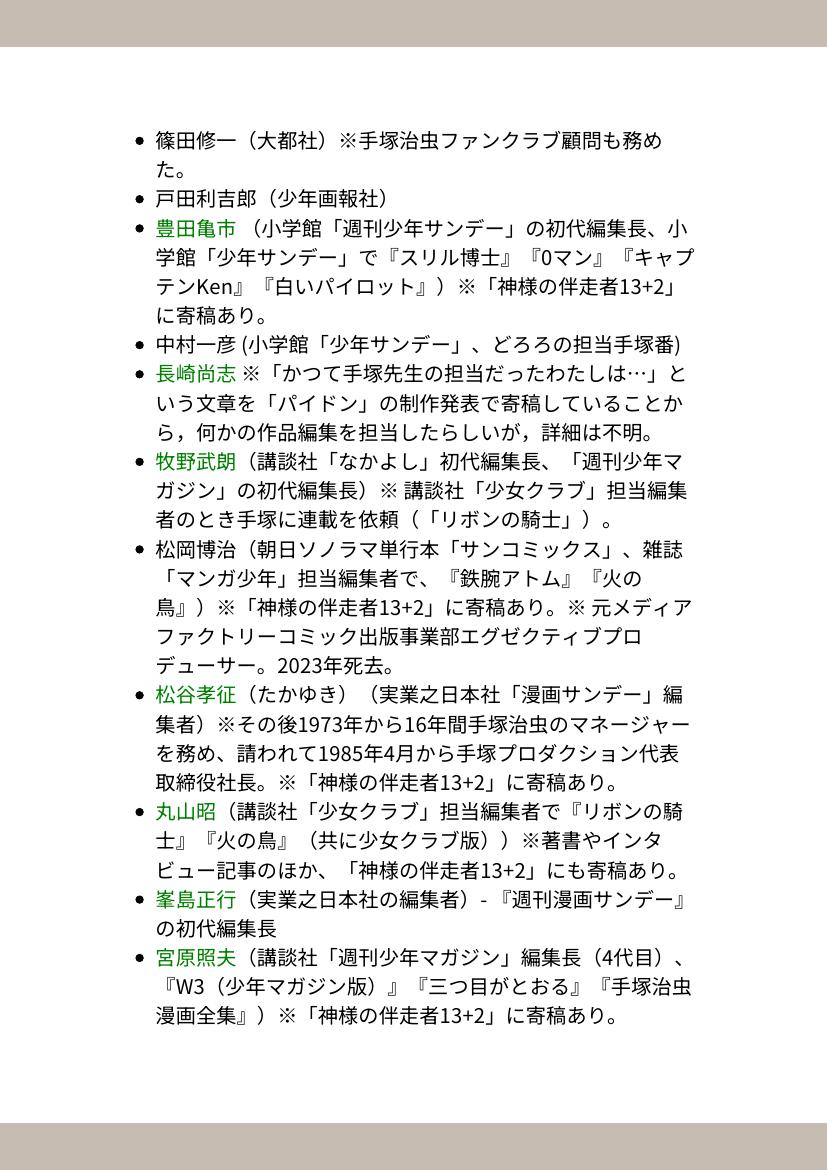 • 篠田修一（大都社）※手塚治虫ファンクラブ顧問も務め
た。
• 戸田利吉郎（少年画報社）
• 豊田亀市 （小学館「週刊少年サンデー」の初代編集長、小
学館「少年サンデー」で『スリル博士』『0マン』『キャプ
テンKen』『白いパイロット』）※「神様の伴走者13+2」
に寄稿あり。
• 中村一彦 (小学館「少年サンデー」、どろろの担当手塚番)
• 長崎尚志 ※「かつて手塚先生の担当だったわたしは…」と
いう文章を「パイドン」の制作発表で寄稿していることか
ら，何かの作品編集を担当したらしいが，詳細は不明。
• 牧野武朗（講談社「なかよし」初代編集長、「週刊少年マ
ガジン」の初代編集長）※ 講談社「少女クラブ」担当編集
者のとき手塚に連載を依頼（「リボンの騎士」）。
• 松岡博治（朝日ソノラマ単行本「サンコミックス」、雑誌
「マンガ少年」担当編集者で、『鉄腕アトム』『火の
鳥』）※「神様の伴走者13+2」に寄稿あり。※ 元メディア
ファクトリーコミック出版事業部エグゼクティブプロ
デューサー。2023年死去。
• 松谷孝征（たかゆき）（実業之日本社「漫画サンデー」編
集者）※その後1973年から16年間手塚治虫のマネージャー
を務め、請われて1985年4月から手塚プロダクション代表
取締役社長。※「神様の伴走者13+2」に寄稿あり。
• 丸山昭（講談社「少女クラブ」担当編集者で『リボンの騎
士』『火の鳥』（共に少女クラブ版））※著書やインタ
ビュー記事のほか、「神様の伴走者13+2」にも寄稿あり。
• 峯島正行（実業之日本社の編集者）- 『週刊漫画サンデー』
の初代編集長
• 宮原照夫（講談社「週刊少年マガジン」編集長（4代目）、
『W3（少年マガジン版）』『三つ目がとおる』『手塚治虫
漫画全集』）※「神様の伴走者13+2」に寄稿あり。